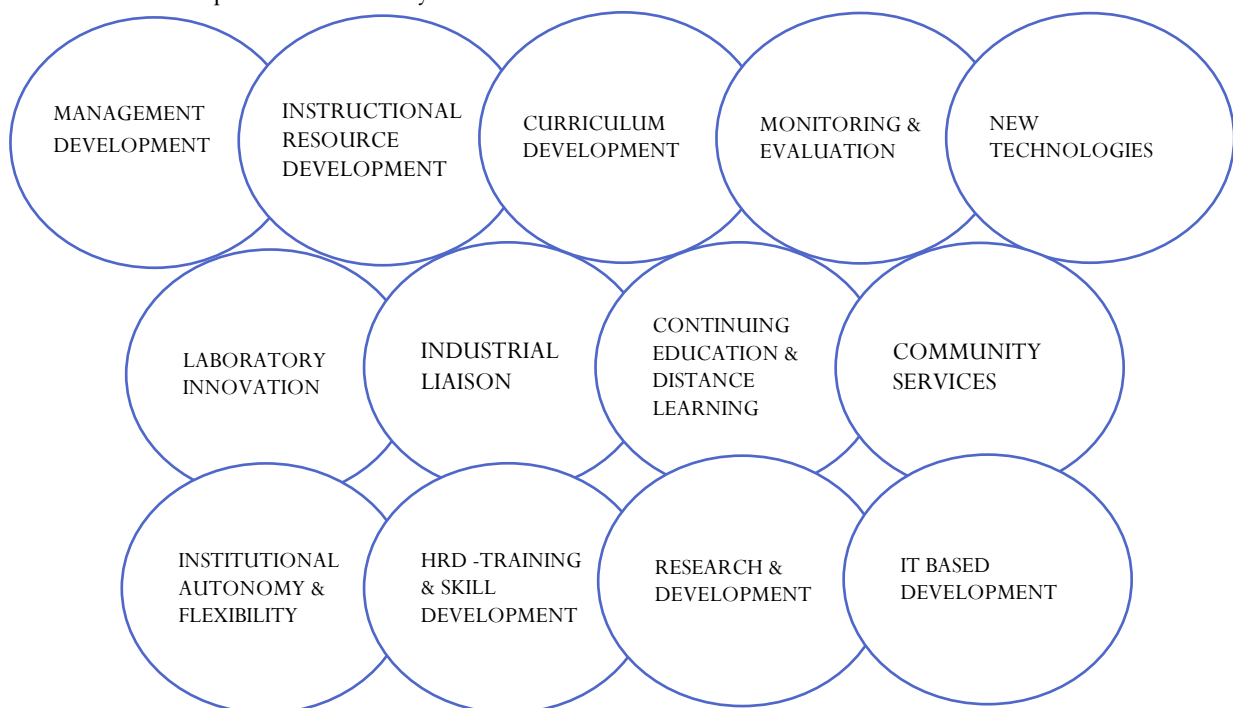 MANAGEMENT
DEVELOPMENT
INSTRUCTIONAL
RESOURCE
DEVELOPMENT
CURRICULUM
DEVELOPMENT
MONITORING &
EVALUATION
NEW
TECHNOLOGIES
LABORATORY
INNOVATION
INDUSTRIAL
LIAISON
CONTINUING
EDUCATION &
DISTANCE
LEARNING
COMMUNITY
SERVICES
INSTITUTIONAL
AUTONOMY &
FLEXIBILITY
HRD -TRAINING
& SKILL
DEVELOPMENT
RESEARCH &
DEVELOPMENT
IT BASED
DEVELOPMENT